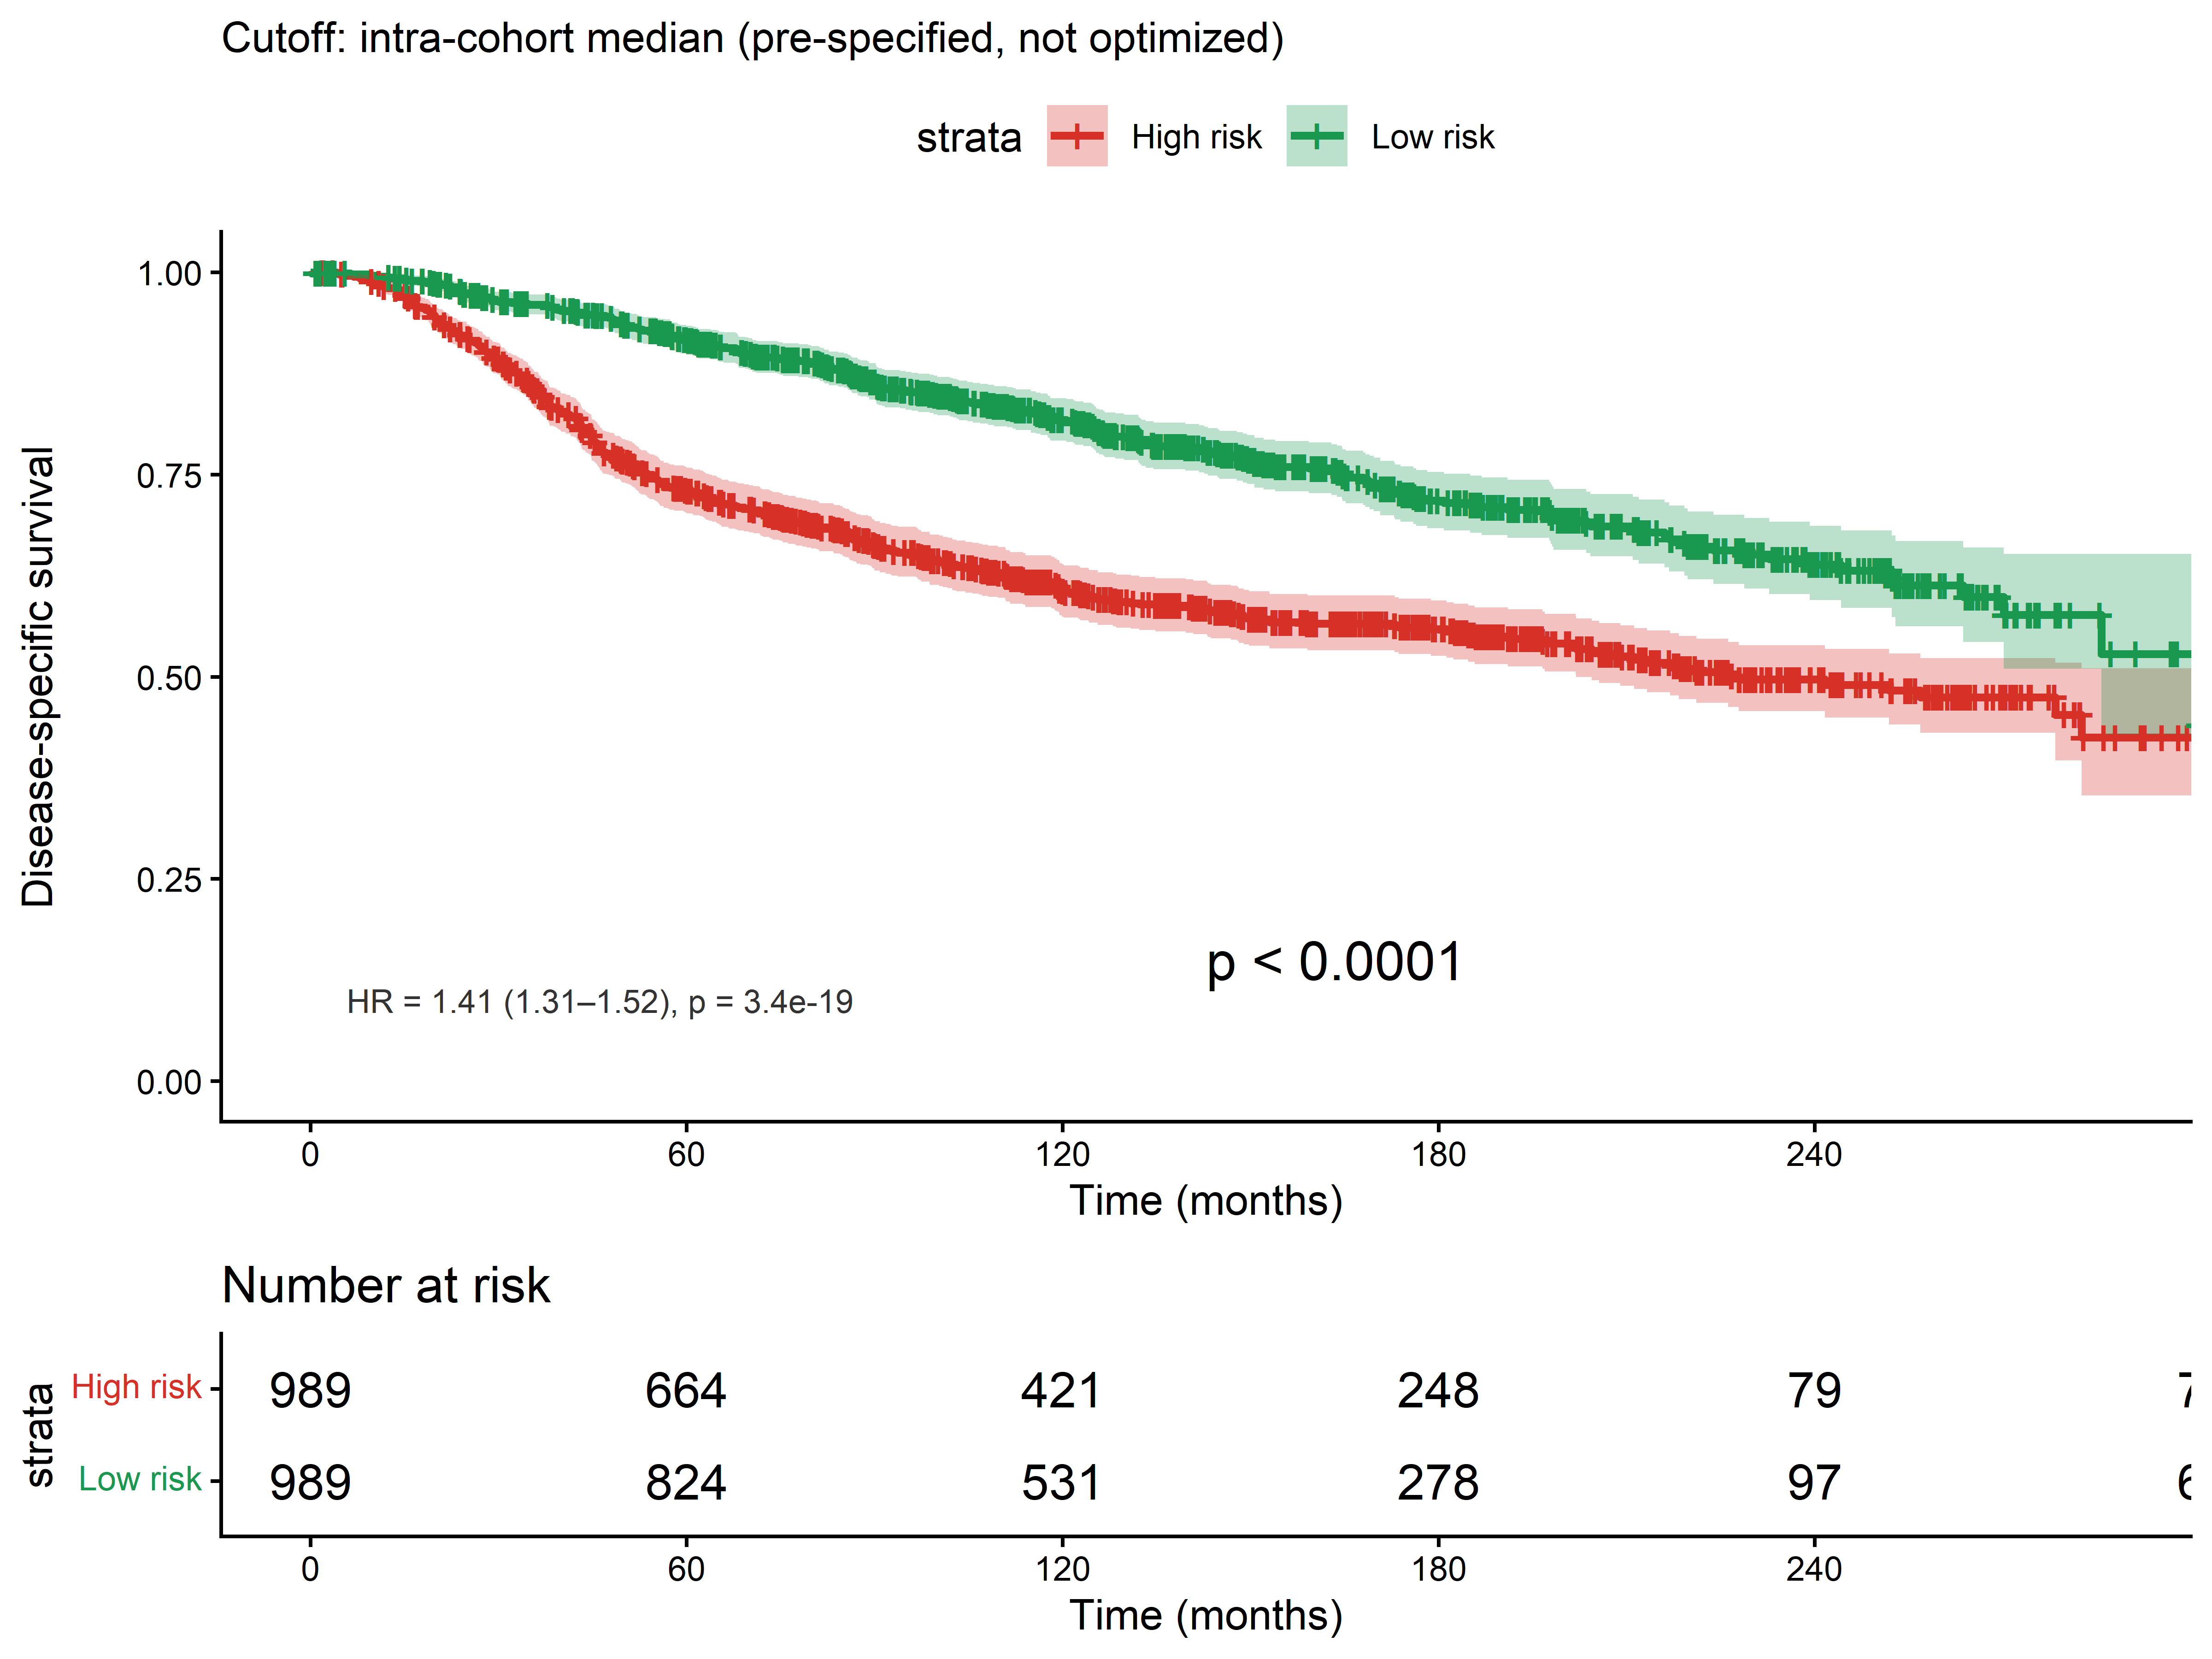 Cutoff: intra-cohort median (pre-specified, not optimized)
strata High risk Low risk
Disease-specific survival
1.00
0.75
0.50
0.25
0.00
p < 0.0001
HR = 1.41 (1.31–1.52), p = 3.4e-19
0 60 120 180 240
Time (months)
Number at risk
strata
High risk 989 664 421 248 79
Low risk 989 824 531 278 97
0 60 120 180 240
Time (months)